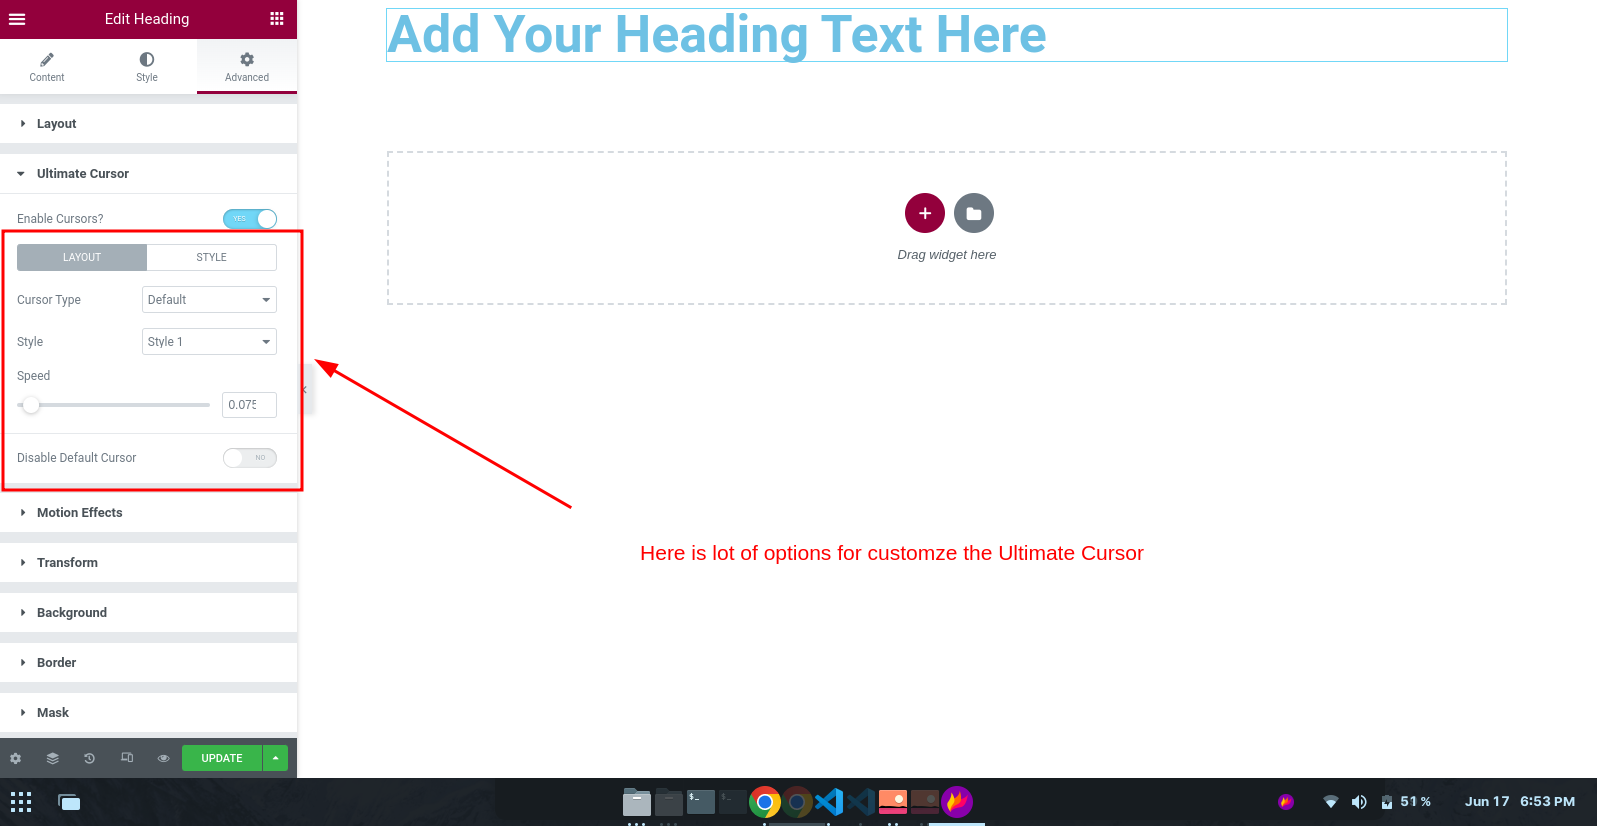 Edit Heading
Content
Style
Advanced
Layout
Ultimate Cursor
Enable Cursors?
YES
LAYOUT
STYLE
Cursor Type
Default
Style
Style 1
Speed
0.075
Disable Default Cursor
NO
Motion Effects
Transform
Background
Border
Mask
UPDATE
Add Your Heading Text Here
Drag widget here
Here is lot of options for customze the Ultimate Cursor
51 %
Jun 17
6:53 PM